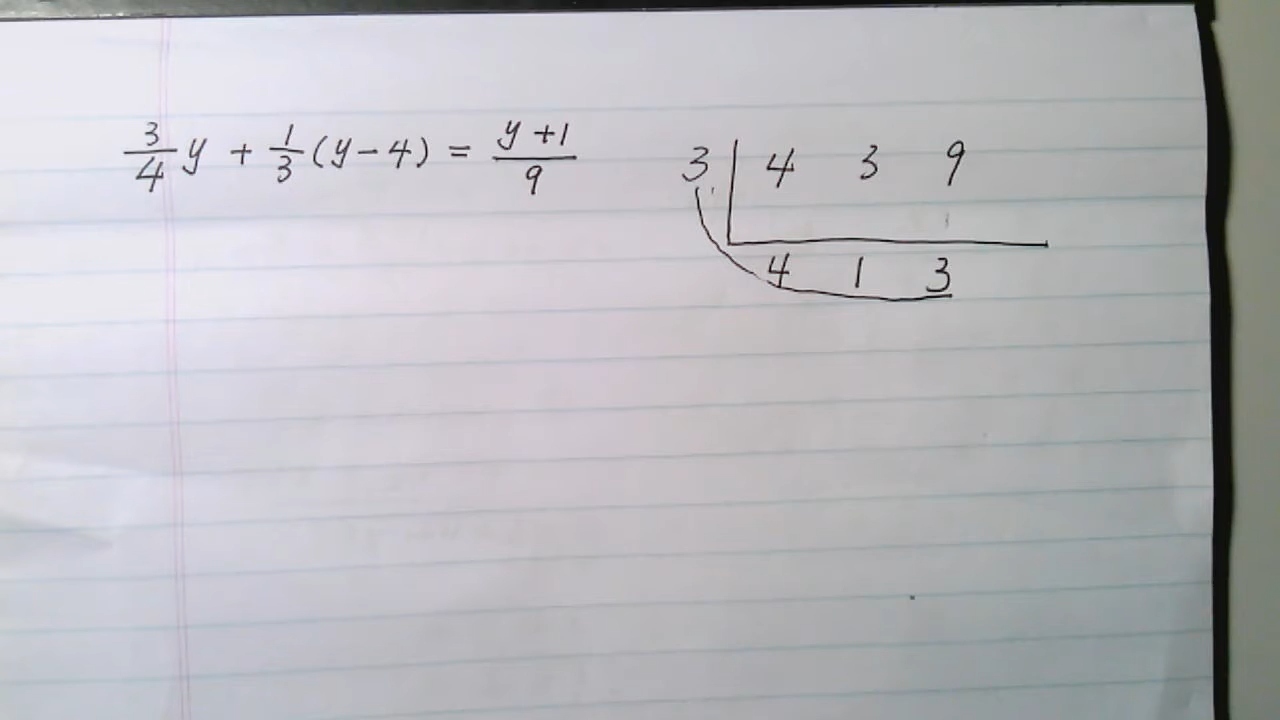 3/4 y + 1/3 (y - 4) = (y + 1)/9
3 | 4 3 9
4 1 3